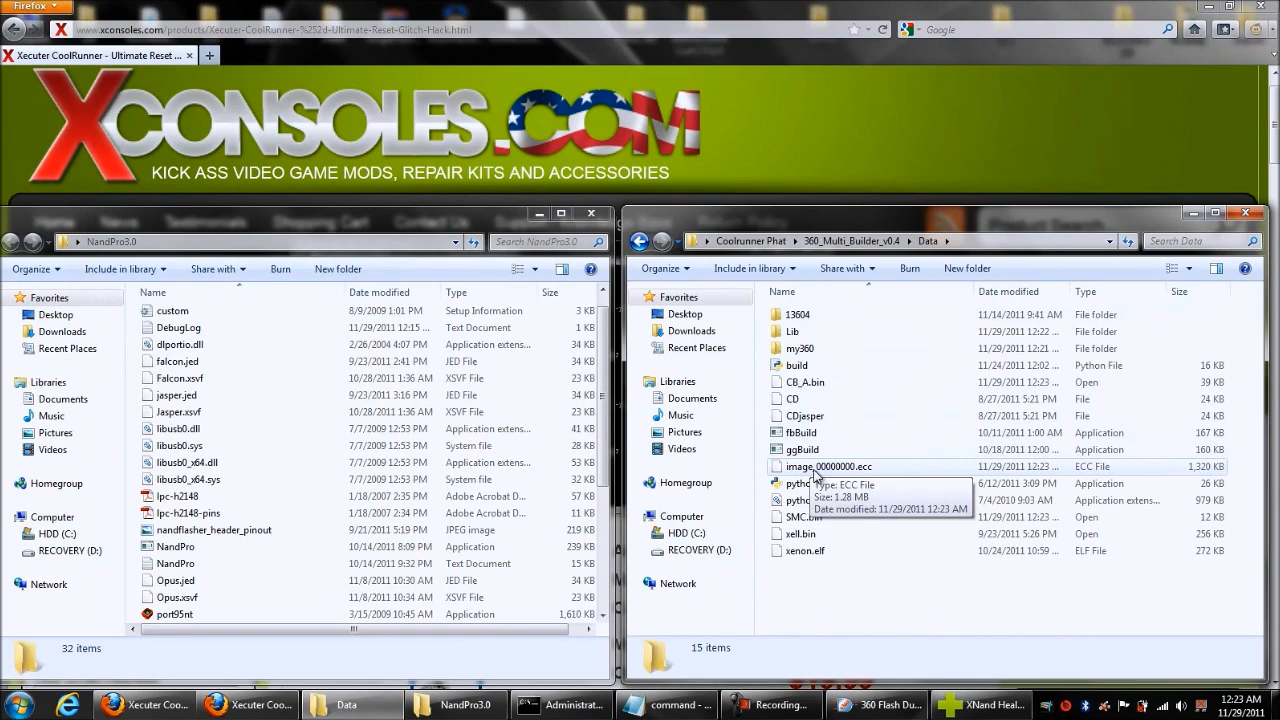 Firefox
www.xconsoles.com/products/Xecuter-CoolRunner-%252d-Ultimate-Reset-Glitch-Hack.html
Google
Xecuter CoolRunner - Ultimate Reset ...
XCONSOLES.COM
KICK ASS VIDEO GAME MODS, REPAIR KITS AND ACCESSORIES
NandPro3.0
Search NandPro3.0
Organize
Include in library
Share with
Burn
New folder
Name
Date modified
Type
Size
Favorites
Desktop
Downloads
Recent Places
Libraries
Documents
Music
Pictures
Videos
Homegroup
Computer
HDD (C:)
RECOVERY (D:)
Network
custom 8/9/2009 1:01 PM Setup Information 3 KB
DebugLog 11/29/2011 12:15 ... Text Document 1 KB
dlportio.dll 2/26/2004 4:07 PM Application extens... 34 KB
falcon.jed 9/23/2011 2:41 PM JED File 34 KB
Falcon.xsvf 10/28/2011 1:36 AM XSVF File 23 KB
jasper.jed 9/23/2011 3:16 PM JED File 34 KB
Jasper.xsvf 10/28/2011 1:36 AM XSVF File 23 KB
libusb0.dll 7/7/2009 12:53 PM Application extens... 41 KB
libusb0.sys 7/7/2009 12:53 PM System file 28 KB
libusb0_x64.dll 7/7/2009 12:53 PM Application extens... 43 KB
libusb0_x64.sys 7/7/2009 12:53 PM System file 34 KB
lpc-h2148 1/18/2007 2:35 PM Adobe Acrobat D...
lpc-h2148-pins 1/18/2007 2:34 PM Adobe Acrobat D...
nandflasher_header_pinout JPEG image
NandPro 10/14/2011 8:09 PM Application 239 KB
NandPro 10/14/2011 9:32 PM Text Document 15 KB
Opus.jed 11/8/2011 10:30 AM JED File 34 KB
Opus.xsvf 11/8/2011 10:34 AM XSVF File 23 KB
port95nt 3/15/2009 10:45 AM Application 1,610 KB
32 items
Coolrunner Phat 360_Multi_Builder_v0.4 Data
Search Data
Organize
Include in library
Share with
Burn
New folder
Name
Date modified
Type
Size
Favorites
Desktop
Downloads
Recent Places
Libraries
Documents
Music
Pictures
Videos
Homegroup
Computer
HDD (C:)
RECOVERY (D:)
Network
13604 11/14/2011 9:41 AM File folder
Lib 11/29/2011 12:22 ... File folder
my360 11/29/2011 12:21 ... File folder
build 11/24/2011 12:02 ... Python File 16 KB
CB_A.bin 11/29/2011 12:23 ... Open 39 KB
CD 8/27/2011 5:21 PM File 24 KB
CDjasper 8/27/2011 5:21 PM File 24 KB
fbBuild 10/11/2011 1:00 AM Application 167 KB
ggBuild 10/18/2011 12:00 ... Application 160 KB
image_00000000.ecc 11/29/2011 12:23 ... ECC File 1,320 KB
6/12/2011 3:09 PM Application 26 KB
7/4/2010 9:03 AM Application extens... 979 KB
SMC.bin 11/29/2011 12:23 ... Open 12 KB
xell.bin 9/23/2011 5:26 PM Open 256 KB
xenon.elf 10/24/2011 10:59 ... ELF File 272 KB
Type: ECC File
Size: 1.28 MB
Date modified: 11/29/2011 12:23 AM
15 items
Xecuter Coo...
Xecuter Coo...
Data
NandPro3.0
Administrat...
command - ...
Recording...
360 Flash Du...
XNand Heal...
12:23 AM
11/29/2011